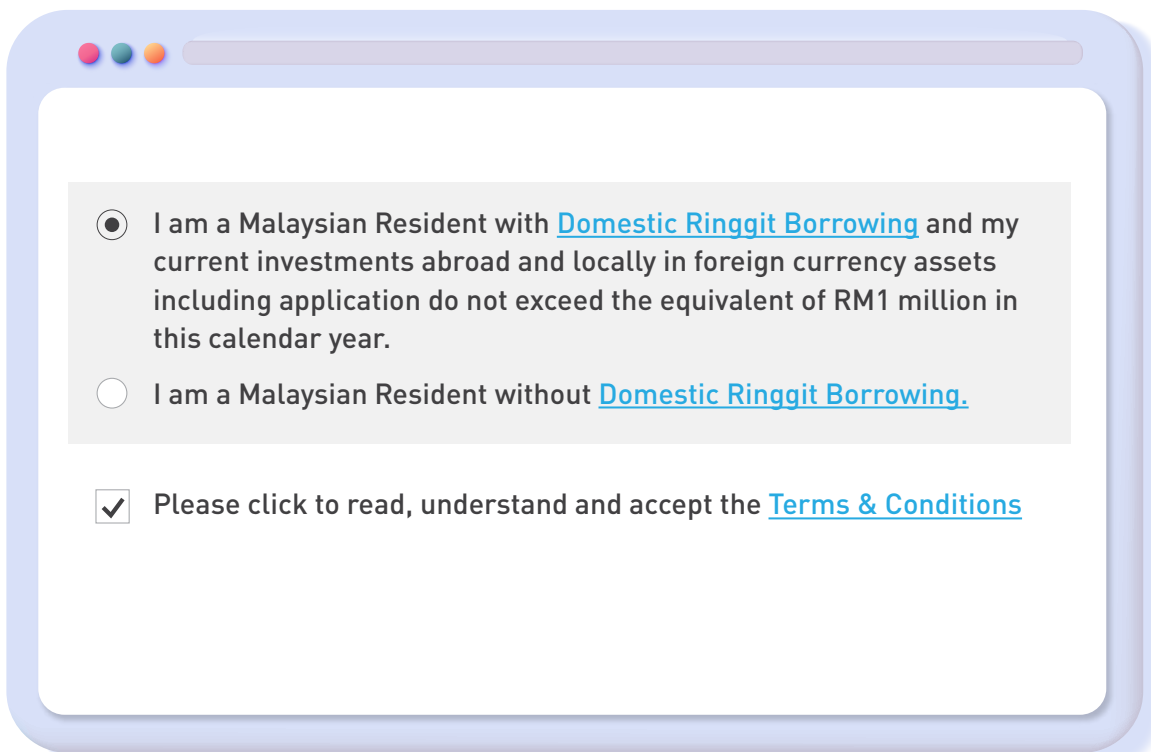 I am a Malaysian Resident with Domestic Ringgit Borrowing and my
current investments abroad and locally in foreign currency assets
including application do not exceed the equivalent of RM1 million in
this calendar year.
I am a Malaysian Resident without Domestic Ringgit Borrowing.
Please click to read, understand and accept the Terms & Conditions